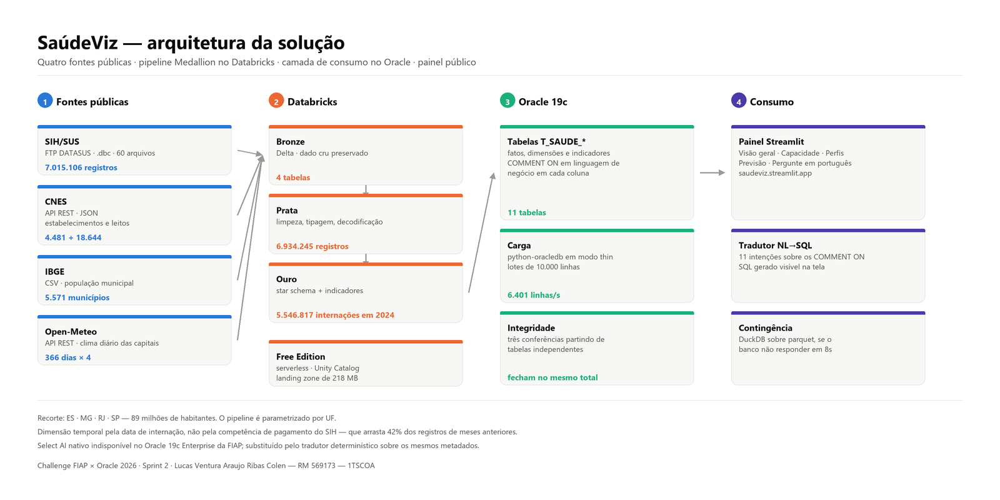 SaúdeViz — arquitetura da solução
Quatro fontes públicas · pipeline Medallion no Databricks · camada de consumo no Oracle · painel público
1 Fontes públicas
SIH/SUS
FTP DATASUS · .dbc · 60 arquivos
7.015.106 registros
CNES
API REST · JSON
estabelecimentos e leitos
4.481 + 18.644
IBGE
CSV · população municipal
5.571 municípios
Open-Meteo
API REST · clima diário das capitais
366 dias × 4
2 Databricks
Bronze
Delta · dado cru preservado
4 tabelas
Prata
limpeza, tipagem, decodificação
6.934.245 registros
Ouro
star schema + indicadores
5.546.817 internações em 2024
Free Edition
serverless · Unity Catalog
landing zone de 218 MB
3 Oracle 19c
Tabelas T_SAUDE_*
fatos, dimensões e indicadores
COMMENT ON em linguagem de
negócio em cada coluna
11 tabelas
Carga
python-oracledb em modo thin
lotes de 10.000 linhas
6.401 linhas/s
Integridade
três conferências partindo de
tabelas independentes
fecham no mesmo total
4 Consumo
Painel Streamlit
Visão geral · Capacidade · Perfis
Previsão · Pergunte em português
saudeviz.streamlit.app
Tradutor NL→SQL
11 intenções sobre os COMMENT ON
SQL gerado visível na tela
Contingência
DuckDB sobre parquet, se o
banco não responder em 8s
Recorte: ES · MG · RJ · SP — 89 milhões de habitantes. O pipeline é parametrizado por UF.
Dimensão temporal pela data de internação, não pela competência de pagamento do SIH — que arrasta 42% dos registros de meses anteriores.
Select AI nativo indisponível no Oracle 19c Enterprise da FIAP; substituído pelo tradutor determinístico sobre os mesmos metadados.
Challenge FIAP × Oracle 2026 · Sprint 2 · Lucas Ventura Araujo Ribas Colen — RM 569173 — 1TSCOA